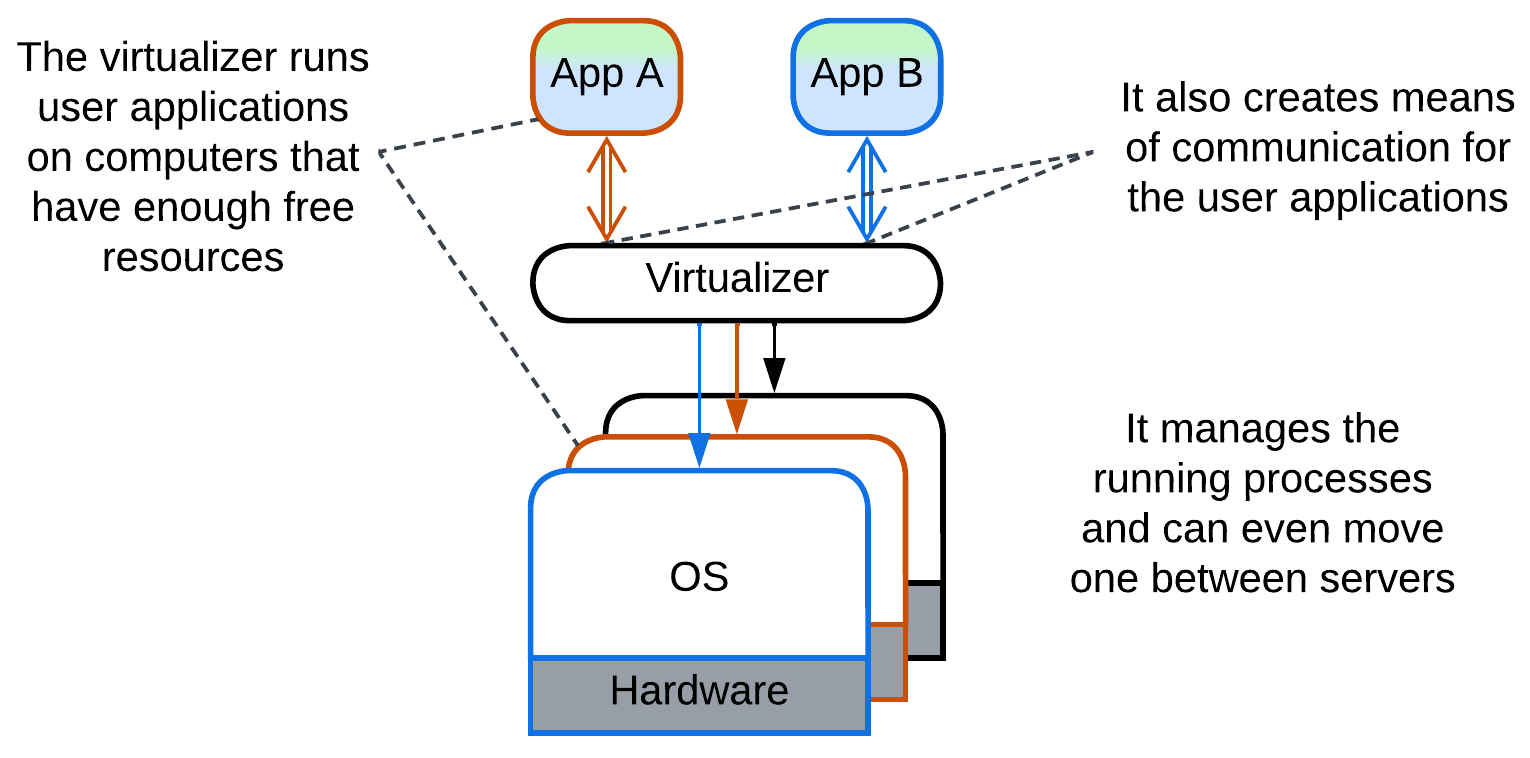 The virtualizer runs
user applications
on computers that
have enough free
resources
App A
App B
It also creates means
of communication for
the user applications
Virtualizer
It manages the
running processes
and can even move
one between servers
OS
Hardware